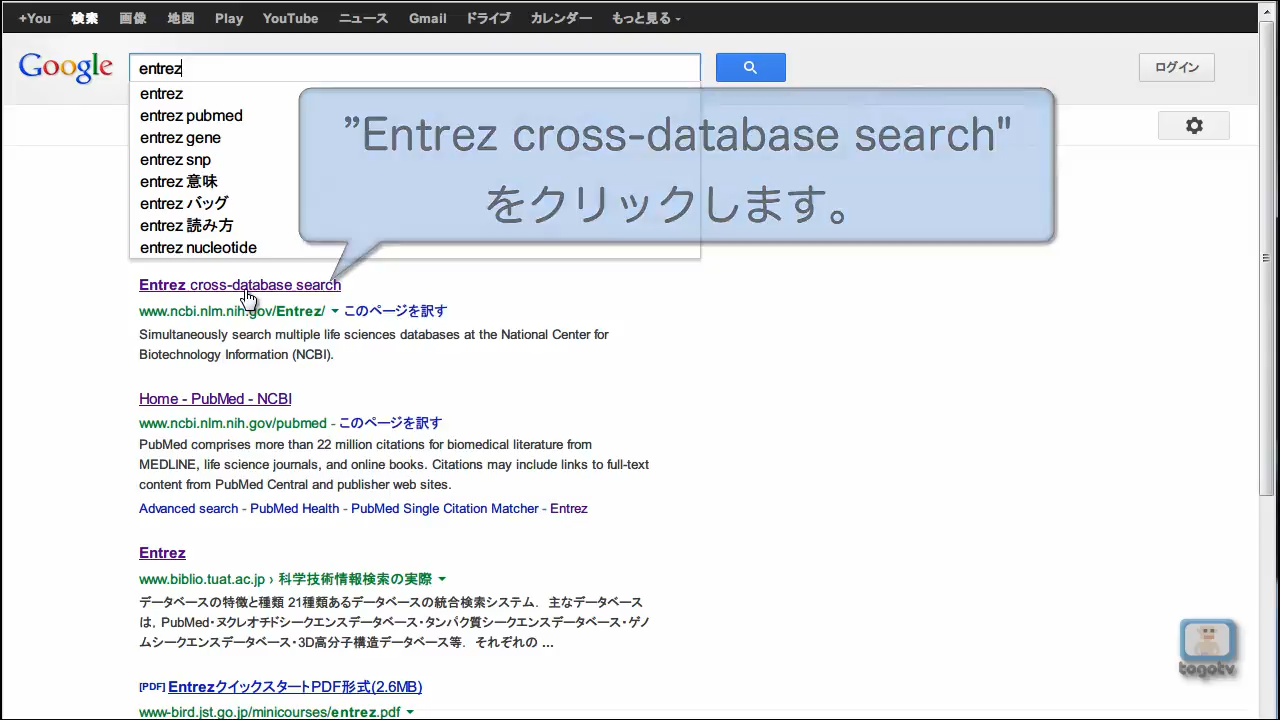 +You 検索 画像 地図 Play YouTube ニュース Gmail ドライブ カレンダー もっと見る
Google entrez ログイン
entrez
entrez pubmed
entrez gene
entrez snp
entrez 意味
entrez バッグ
entrez 読み方
entrez nucleotide
”Entrez cross-database search"
をクリックします。
Entrez cross-database search
www.ncbi.nlm.nih.gov/Entrez/ このページを訳す
Simultaneously search multiple life sciences databases at the National Center for
Biotechnology Information (NCBI).
Home - PubMed - NCBI
www.ncbi.nlm.nih.gov/pubmed - このページを訳す
PubMed comprises more than 22 million citations for biomedical literature from
MEDLINE, life science journals, and online books. Citations may include links to full-text
content from PubMed Central and publisher web sites.
Advanced search - PubMed Health - PubMed Single Citation Matcher - Entrez
Entrez
www.biblio.tuat.ac.jp › 科学技術情報検索の実際
データベースの特徴と種類 21種類あるデータベースの統合検索システム． 主なデータベース
は，PubMed・ヌクレオチドシークエンスデータベース・タンパク質シークエンスデータベース・ゲノ
ムシークエンスデータベース・3D高分子構造データベース等． それぞれの ...
[PDF] EntrezクイックスタートPDF形式(2.6MB)
www-bird.jst.go.jp/minicourses/entrez.pdf
togotv